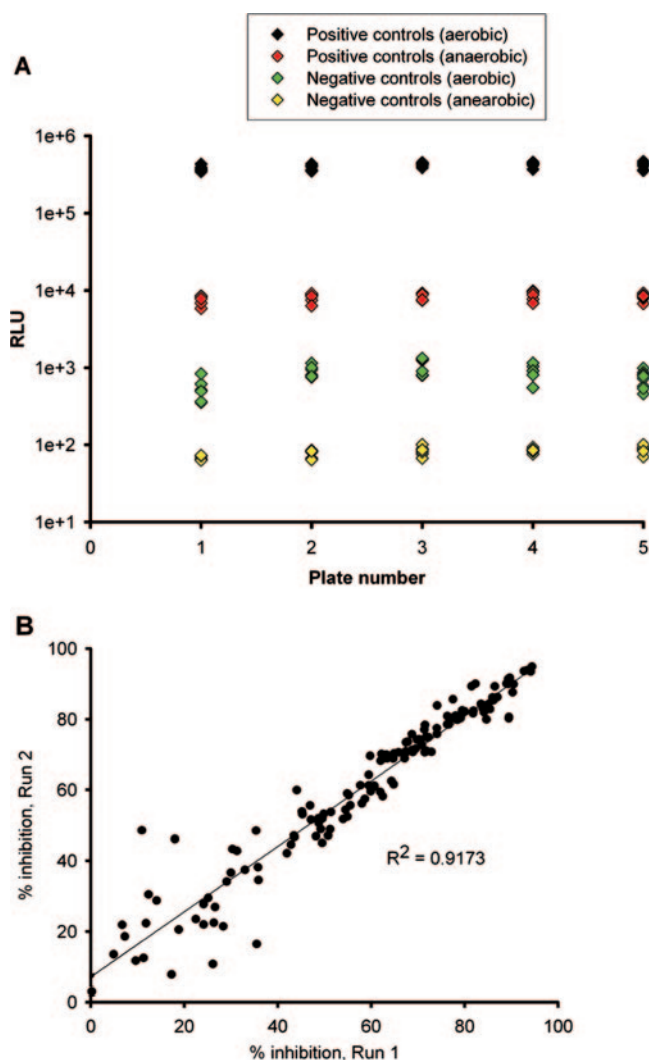 Positive controls (aerobic)
Positive controls (anaerobic)
Negative controls (aerobic)
Negative controls (anearobic)
A
1e+6
1e+5
1e+4
1e+3
1e+2
1e+1
RLU
0 1 2 3 4 5
Plate number
B
100
80
60
40
20
0
% inhibition, Run 2
R2 = 0.9173
0 20 40 60 80 100
% inhibition, Run 1